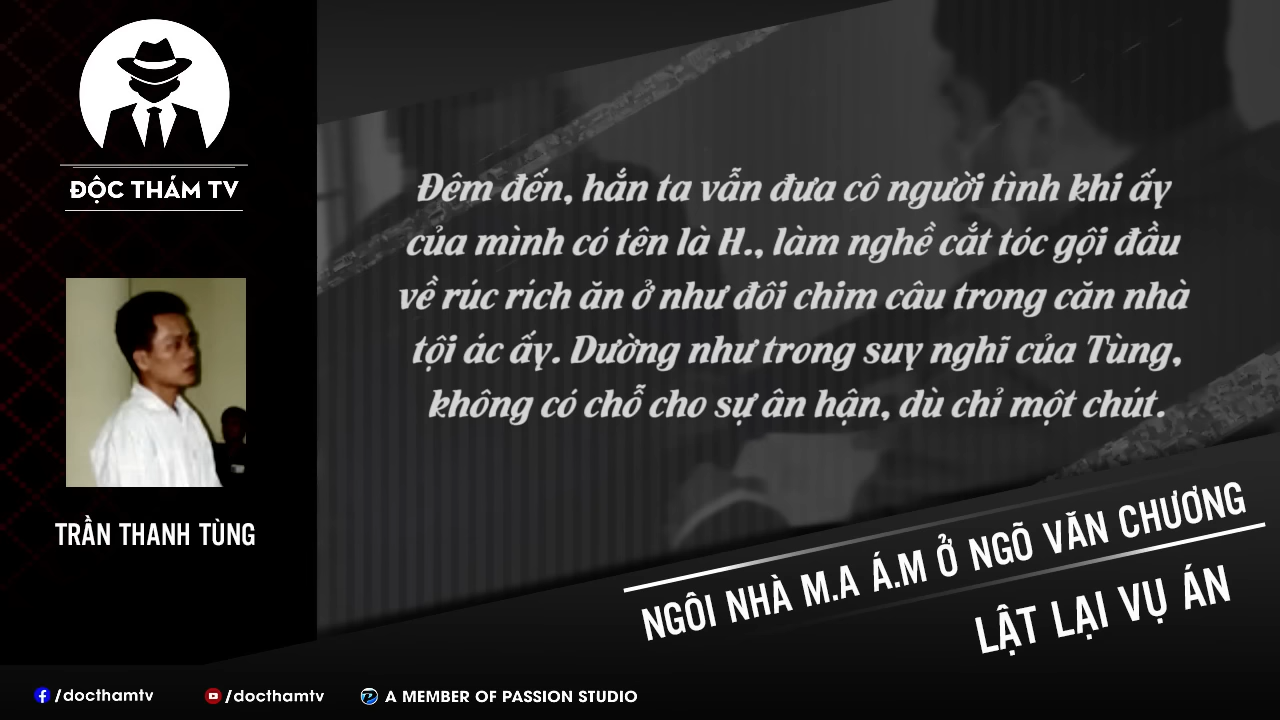 ĐỘC THÁM TV
TRẦN THANH TÙNG
Đêm đến, hắn ta vẫn đưa cô người tình khi ấy
của mình có tên là H., làm nghề cắt tóc gội đầu
về rúc rích ăn ở như đôi chim câu trong căn nhà
tội ác ấy. Dường như trong suy nghĩ của Tùng,
không có chỗ cho sự ân hận, dù chỉ một chút.
NGÔI NHÀ M.A Á.M Ở NGÕ VĂN CHƯƠNG
LẬT LẠI VỤ ÁN
/docthamtv
/docthamtv
A MEMBER OF PASSION STUDIO